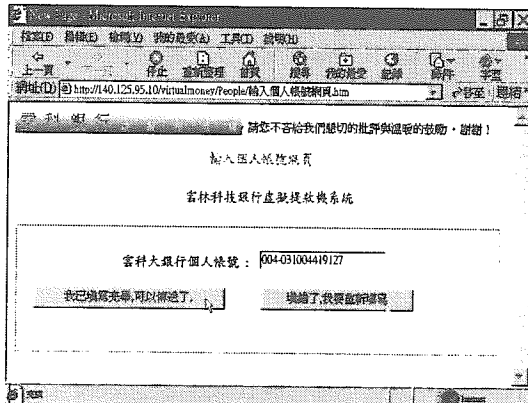 New Page - Microsoft Internet Explorer
檔案(F) 編輯(E) 檢視(V) 我的最愛(A) 工具(T) 說明(H)
上一頁 停止 重新整理 首頁 搜尋 我的最愛 記錄 郵件 字型
網址(D) http://140.125.95.10/virtualmoney/People/輸入個人帳號網頁.htm 移至 連結
雲科銀行 請您不吝給我們懇切的批評與溫暖的鼓勵,謝謝!
輸入個人帳號網頁
雲林科技銀行虛擬提款機系統
雲科大銀行個人帳號: 004-031004419127
我已填寫完畢,可以傳送了. 填錯了,我要重新填寫
完成